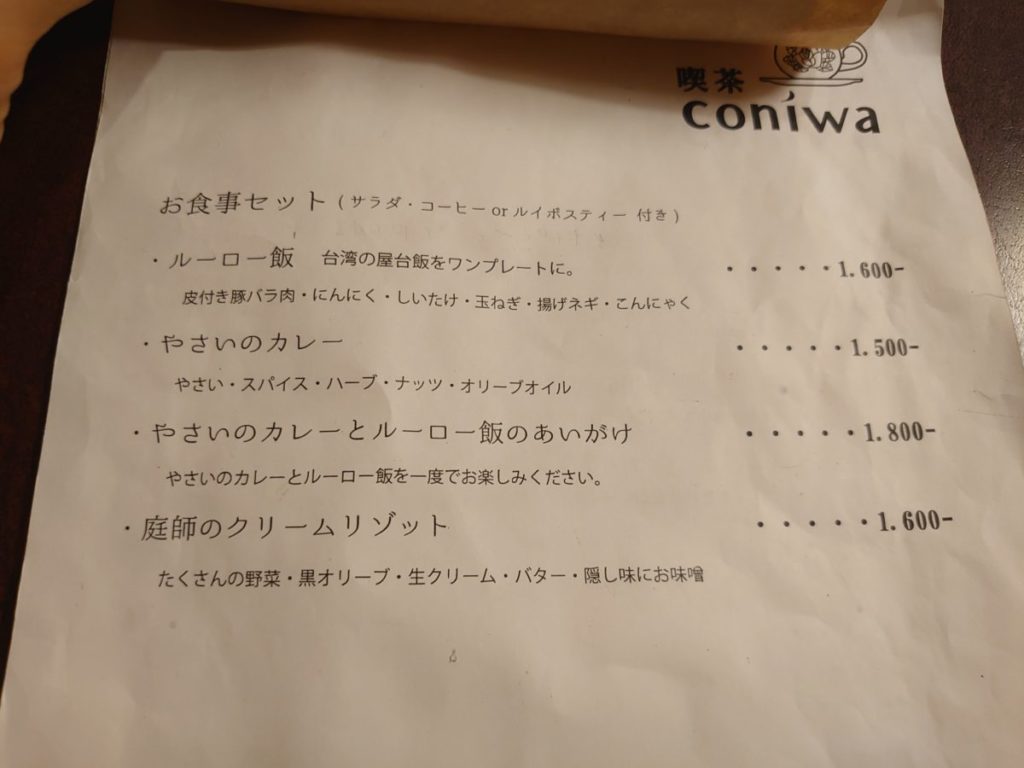 喫茶
coniwa
お食事セット（サラダ・コーヒー or ルイボスティー 付き）
・ルーロー飯 台湾の屋台飯をワンプレートに。 ・・・・・1.600-
皮付き豚バラ肉・にんにく・しいたけ・玉ねぎ・揚げネギ・こんにゃく
・やさいのカレー ・・・・・1.500-
やさい・スパイス・ハーブ・ナッツ・オリーブオイル
・やさいのカレーとルーロー飯のあいがけ ・・・・・1.800-
やさいのカレーとルーロー飯を一度でお楽しみください。
・庭師のクリームリゾット ・・・・・1.600-
たくさんの野菜・黒オリーブ・生クリーム・バター・隠し味にお味噌